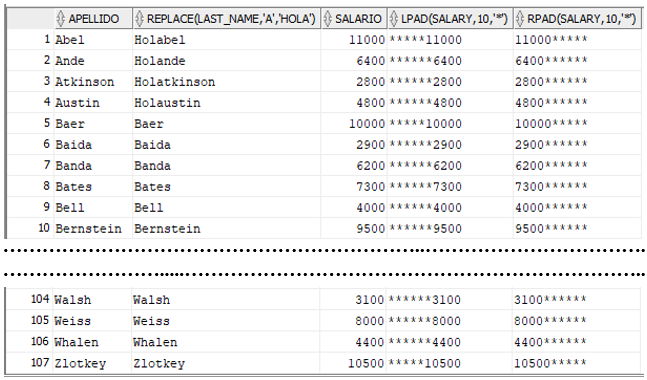 APELLIDO REPLACE(LAST_NAME,'A','HOLA') SALARIO LPAD(SALARY,10,'*') RPAD(SALARY,10,'*')
1 Abel Holabel 11000 *****11000 11000*****
2 Ande Holande 6400 ******6400 6400******
3 Atkinson Holatkinson 2800 ******2800 2800******
4 Austin Holaustin 4800 ******4800 4800******
5 Baer Baer 10000 *****10000 10000*****
6 Baida Baida 2900 ******2900 2900******
7 Banda Banda 6200 ******6200 6200******
8 Bates Bates 7300 ******7300 7300******
9 Bell Bell 4000 ******4000 4000******
10 Bernstein Bernstein 9500 ******9500 9500******
104 Walsh Walsh 3100 ******3100 3100******
105 Weiss Weiss 8000 ******8000 8000******
106 Whalen Whalen 4400 ******4400 4400******
107 Zlotkey Zlotkey 10500 *****10500 10500*****